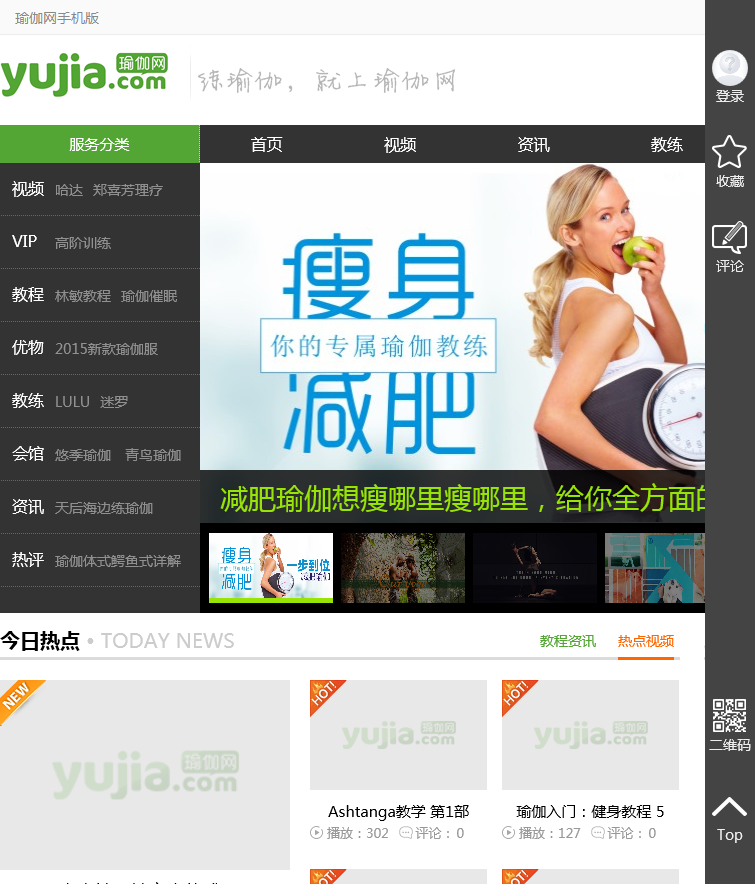 瑜伽网手机版
yujia.com 瑜伽网
练瑜伽，就上瑜伽网
服务分类 首页 视频 资讯 教练
视频 哈达 郑喜芳理疗
VIP 高阶训练
教程 林敏教程 瑜伽催眠
优物 2015新款瑜伽服
教练 LULU 迷罗
会馆 悠季瑜伽 青鸟瑜伽
资讯 天后海边练瑜伽
热评 瑜伽体式鳄鱼式详解
瘦身
你的专属瑜伽教练
减肥
减肥瑜伽想瘦哪里瘦哪里，给你全方面的
瘦身
减肥
一步到位
登录
收藏
评论
二维码
Top
今日热点 • TODAY NEWS
教程资讯 热点视频
NEW
yujia.com 瑜伽网
HOT!
yujia.com 瑜伽网
Ashtanga教学 第1部
播放：302 评论：0
HOT!
yujia.com 瑜伽网
瑜伽入门：健身教程 5
播放：127 评论：0
HOT!
HOT!